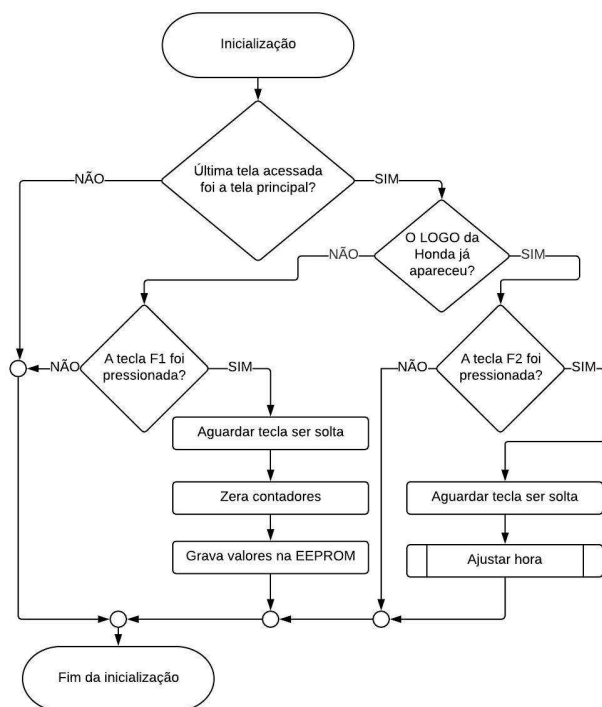 Inicialização
Última tela acessada
foi a tela principal?
NÃO
SIM
O LOGO da
Honda já
apareceu?
NÃO
SIM
A tecla F1 foi
pressionada?
NÃO
SIM
A tecla F2 foi
pressionada?
NÃO
SIM
Aguardar tecla ser solta
Zera contadores
Grava valores na EEPROM
Aguardar tecla ser solta
Ajustar hora
Fim da inicialização